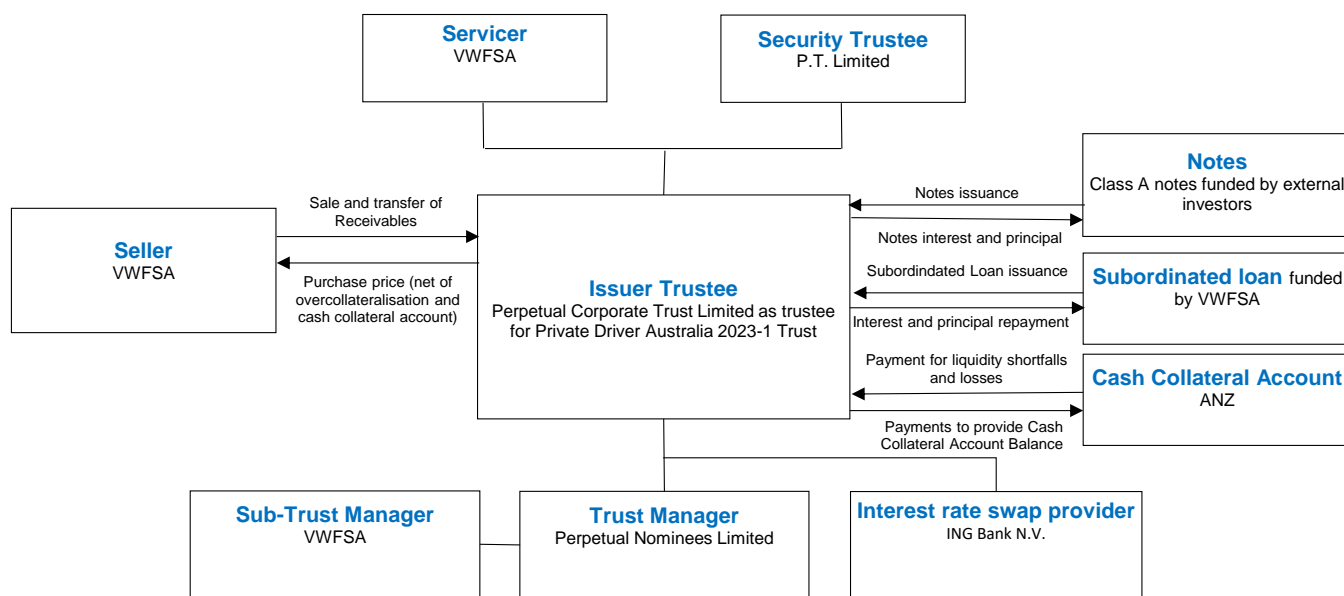 Servicer
VWFSA
Security Trustee
P.T. Limited
Notes
Class A notes funded by external
investors
Notes issuance
Notes interest and principal
Sale and transfer of
Receivables
Seller
VWFSA
Purchase price (net of
overcollateralisation and
cash collateral account)
Issuer Trustee
Perpetual Corporate Trust Limited as trustee
for Private Driver Australia 2023-1 Trust
Subordindated Loan issuance
Interest and principal repayment
Subordinated loan funded
by VWFSA
Payment for liquidity shortfalls
and losses
Cash Collateral Account
ANZ
Payments to provide Cash
Collateral Account Balance
Sub-Trust Manager
VWFSA
Trust Manager
Perpetual Nominees Limited
Interest rate swap provider
ING Bank N.V.